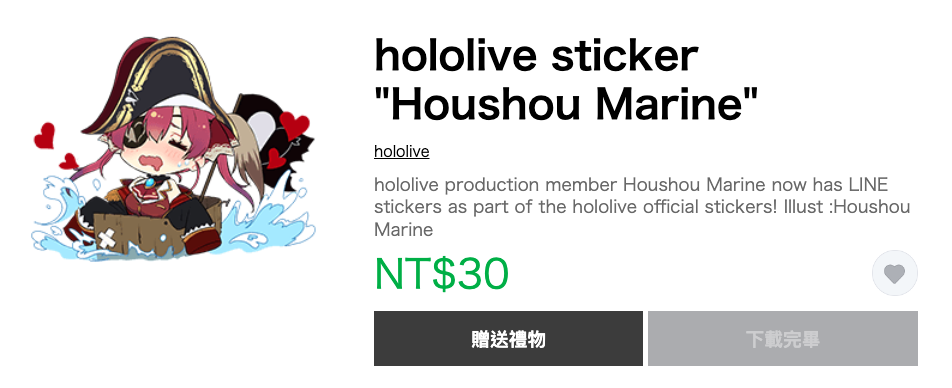 hololive sticker
"Houshou Marine"
hololive
hololive production member Houshou Marine now has LINE
stickers as part of the hololive official stickers! Illust :Houshou
Marine
NT$30
贈送禮物
下載完畢